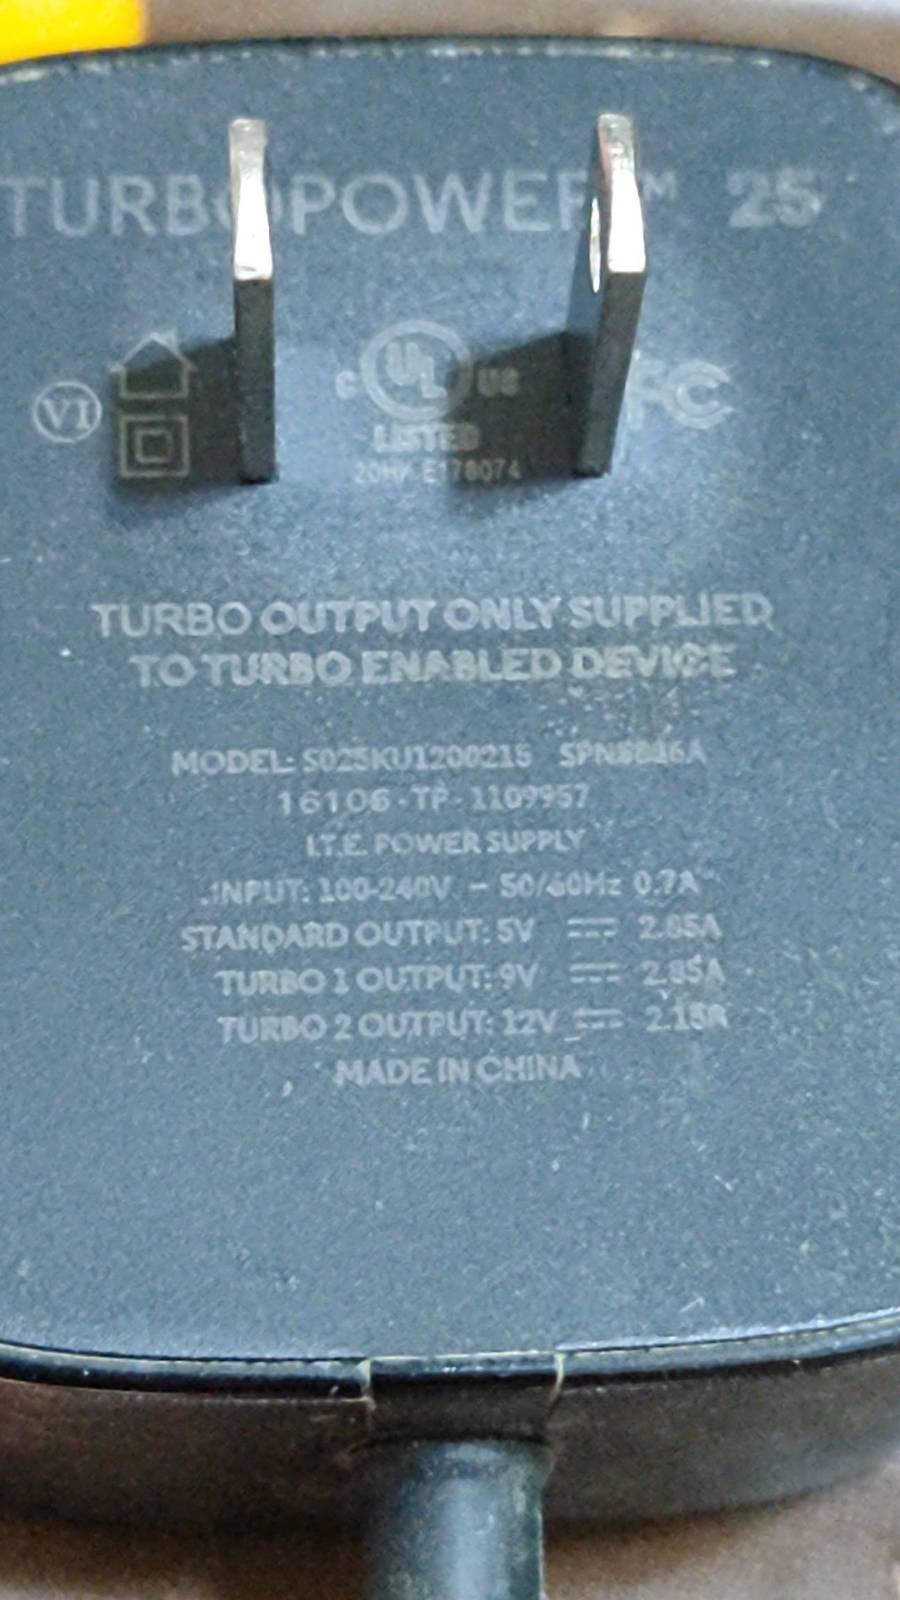 TURBOPOWER™ 25
VI
C UL US
FC
LISTED
E178074
TURBO OUTPUT ONLY SUPPLIED
TO TURBO ENABLED DEVICE
MODEL: S025KU1200215
16106-TP-1109957
I.T.E. POWER SUPPLY
INPUT: 100-240V ~ 50/60Hz 0.7A
STANDARD OUTPUT: 5V ⎓ 2.85A
TURBO 1 OUTPUT: 9V ⎓ 2.85A
TURBO 2 OUTPUT: 12V ⎓ 2.15A
MADE IN CHINA